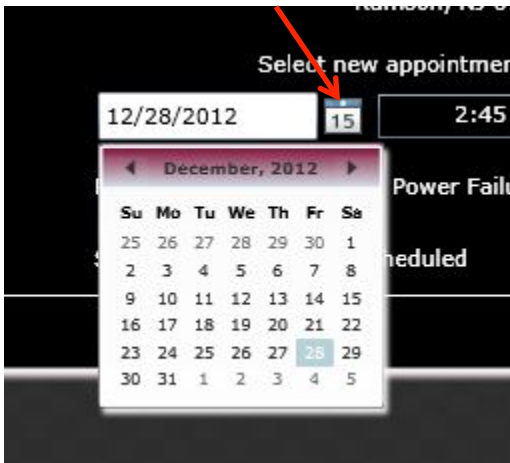 Select new
12/28/2012 15 2:45
December, 2012
Power
Su Mo Tu We Th Fr Sa
25 26 27 28 29 30 1
2 3 4 5 6 7 8
9 10 11 12 13 14 15
16 17 18 19 20 21 22
23 24 25 26 27 28 29
30 31 1 2 3 4 5